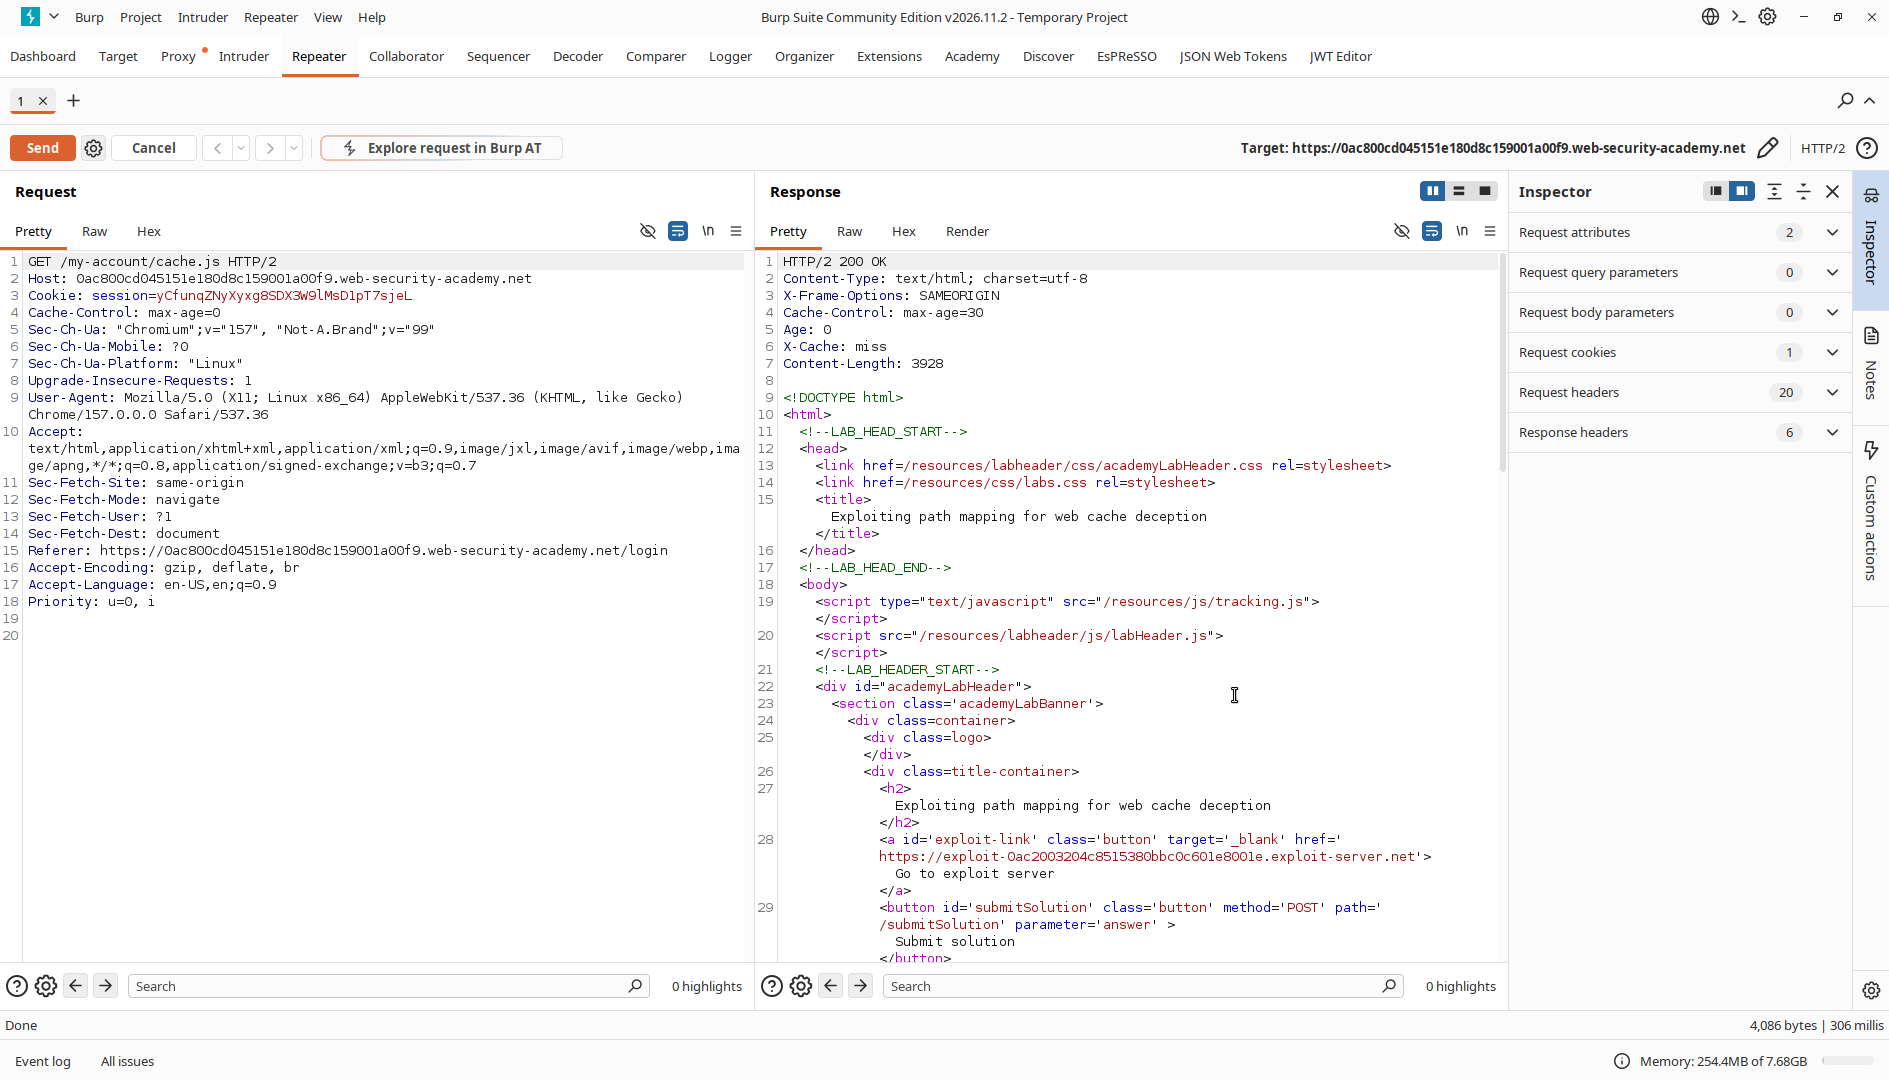 Burp Project Intruder Repeater View Help
Burp Suite Community Edition v2026.11.2 - Temporary Project
Dashboard Target Proxy Intruder Repeater Collaborator Sequencer Decoder Comparer Logger Organizer Extensions Academy Discover EsPReSSO JSON Web Tokens JWT Editor
1
Send Cancel Explore request in Burp AT
Target: https://0ac800cd045151e180d8c159001a00f9.web-security-academy.net HTTP/2
Request
Pretty Raw Hex \n
1 GET /my-account/cache.js HTTP/2
2 Host: 0ac800cd045151e180d8c159001a00f9.web-security-academy.net
3 Cookie: session=yCfunqZNyXyxg8SDX3W9lMsD1pT7sjeL
4 Cache-Control: max-age=0
5 Sec-Ch-Ua: "Chromium";v="157", "Not-A.Brand";v="99"
6 Sec-Ch-Ua-Mobile: ?0
7 Sec-Ch-Ua-Platform: "Linux"
8 Upgrade-Insecure-Requests: 1
9 User-Agent: Mozilla/5.0 (X11; Linux x86_64) AppleWebKit/537.36 (KHTML, like Gecko)
Chrome/157.0.0.0 Safari/537.36
10 Accept:
text/html,application/xhtml+xml,application/xml;q=0.9,image/jxl,image/avif,image/webp,ima
ge/apng,*/*;q=0.8,application/signed-exchange;v=b3;q=0.7
11 Sec-Fetch-Site: same-origin
12 Sec-Fetch-Mode: navigate
13 Sec-Fetch-User: ?1
14 Sec-Fetch-Dest: document
15 Referer: https://0ac800cd045151e180d8c159001a00f9.web-security-academy.net/login
16 Accept-Encoding: gzip, deflate, br
17 Accept-Language: en-US,en;q=0.9
18 Priority: u=0, i
19
20
Search
0 highlights
Response
Pretty Raw Hex Render \n
1 HTTP/2 200 OK
2 Content-Type: text/html; charset=utf-8
3 X-Frame-Options: SAMEORIGIN
4 Cache-Control: max-age=30
5 Age: 0
6 X-Cache: miss
7 Content-Length: 3928
8
9 <!DOCTYPE html>
10 <html>
11 <!--LAB_HEAD_START-->
12 <head>
13 <link href=/resources/labheader/css/academyLabHeader.css rel=stylesheet>
14 <link href=/resources/css/labs.css rel=stylesheet>
15 <title>
Exploiting path mapping for web cache deception
</title>
16 </head>
17 <!--LAB_HEAD_END-->
18 <body>
19 <script type="text/javascript" src="/resources/js/tracking.js">
</script>
20 <script src="/resources/labheader/js/labHeader.js">
</script>
21 <!--LAB_HEADER_START-->
22 <div id="academyLabHeader">
23 <section class='academyLabBanner'>
24 <div class=container>
25 <div class=logo>
</div>
26 <div class=title-container>
27 <h2>
Exploiting path mapping for web cache deception
</h2>
28 <a id='exploit-link' class='button' target='_blank' href='
https://exploit-0ac2003204c8515380bbc0c601e8001e.exploit-server.net'>
Go to exploit server
</a>
29 <button id='submitSolution' class='button' method='POST' path='
/submitSolution' parameter='answer' >
Submit solution
</button>
Search
0 highlights
Inspector
Request attributes 2
Request query parameters 0
Request body parameters 0
Request cookies 1
Request headers 20
Response headers 6
Inspector
Notes
Custom actions
Done
4,086 bytes | 306 millis
Event log All issues
Memory: 254.4MB of 7.68GB